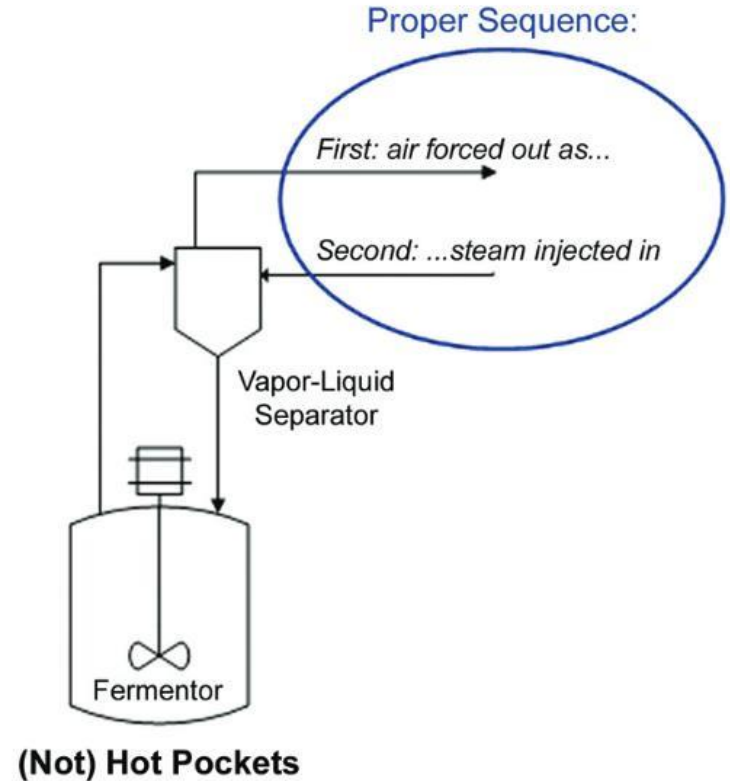 Proper Sequence:
First: air forced out as...
Second: ...steam injected in
Vapor-Liquid
Separator
Fermentor
(Not) Hot Pockets